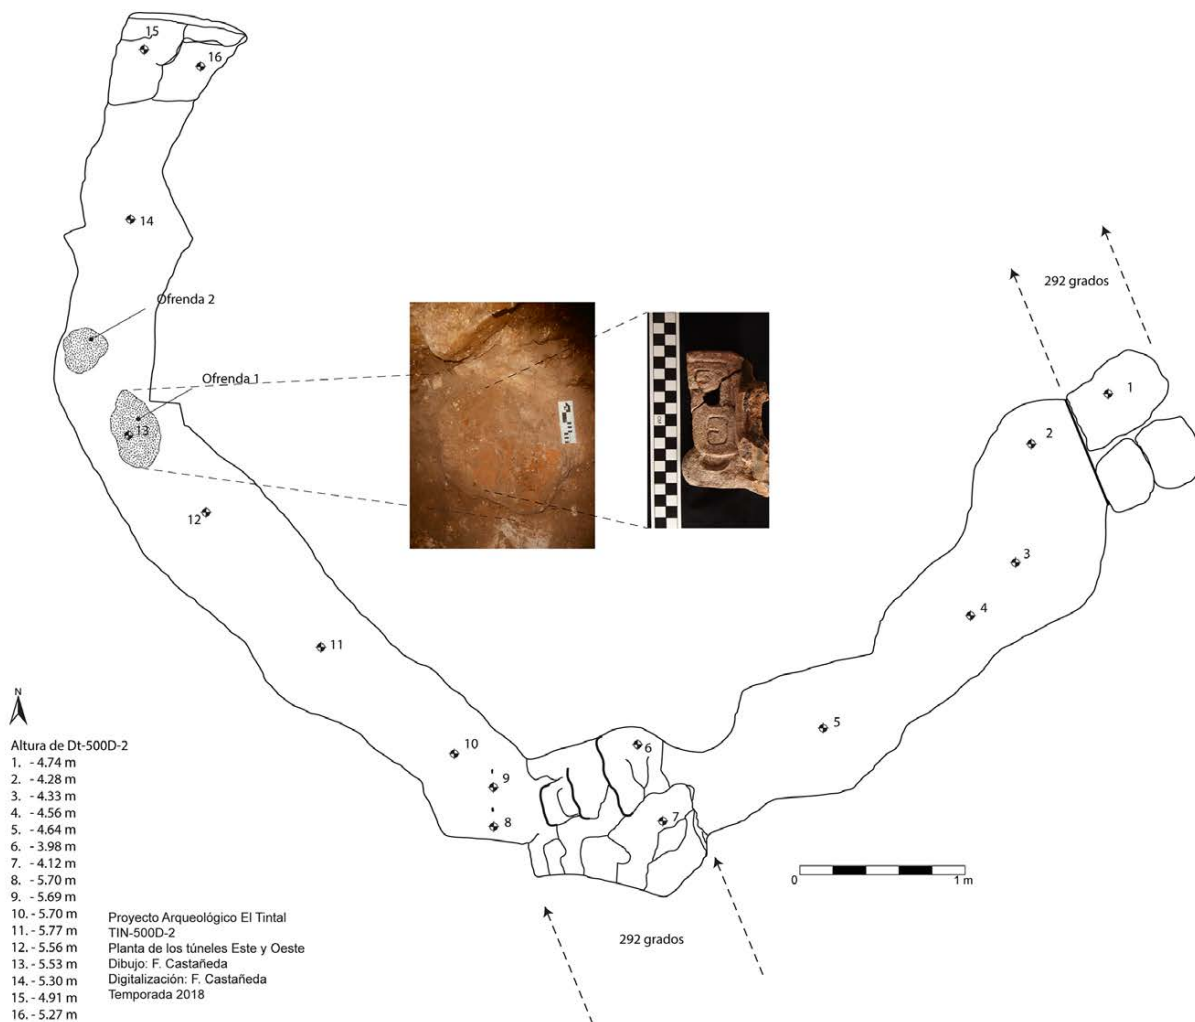 15
16
14
Ofrenda 2
Ofrenda 1
13
12
11
10
9
8
6
7
5
4
3
2
1
292 grados
292 grados
0
1 m
N
Altura de Dt-500D-2
1. - 4.74 m
2. - 4.28 m
3. - 4.33 m
4. - 4.56 m
5. - 4.64 m
6. - 3.98 m
7. - 4.12 m
8. - 5.70 m
9. - 5.69 m
10. - 5.70 m
11. - 5.77 m
12. - 5.56 m
13. - 5.53 m
14. - 5.30 m
15. - 4.91 m
16. - 5.27 m
Proyecto Arqueológico El Tintal
TIN-500D-2
Planta de los túneles Este y Oeste
Dibujo: F. Castañeda
Digitalización: F. Castañeda
Temporada 2018